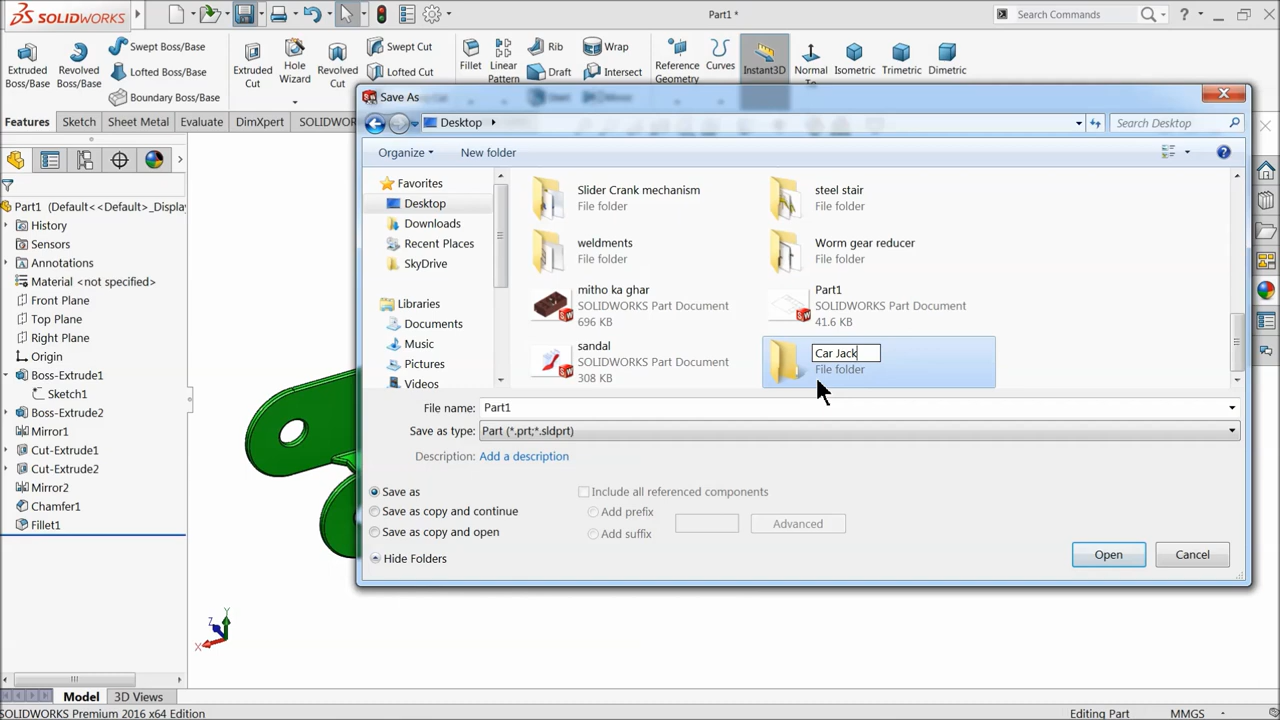 SOLIDWORKS
Part1 *
Search Commands
Extruded Boss/Base
Revolved Boss/Base
Swept Boss/Base
Lofted Boss/Base
Boundary Boss/Base
Extruded Cut
Hole Wizard
Revolved Cut
Swept Cut
Lofted Cut
Fillet
Linear Pattern
Rib
Draft
Wrap
Intersect
Reference Geometry
Curves
Instant3D
Normal To
Isometric
Trimetric
Dimetric
Features
Sketch
Sheet Metal
Evaluate
DimXpert
SOLIDWO
Part1 (Default<<Default>_Display
History
Sensors
Annotations
Material <not specified>
Front Plane
Top Plane
Right Plane
Origin
Boss-Extrude1
Sketch1
Boss-Extrude2
Mirror1
Cut-Extrude1
Cut-Extrude2
Mirror2
Chamfer1
Fillet1
Save As
Desktop
Search Desktop
Organize
New folder
Favorites
Desktop
Downloads
Recent Places
SkyDrive
Libraries
Documents
Music
Pictures
Videos
Slider Crank mechanism
File folder
steel stair
File folder
weldments
File folder
Worm gear reducer
File folder
mitho ka ghar
SOLIDWORKS Part Document
696 KB
Part1
SOLIDWORKS Part Document
41.6 KB
sandal
SOLIDWORKS Part Document
308 KB
Car Jack
File folder
File name: Part1
Save as type: Part (*.prt;*.sldprt)
Description: Add a description
Save as
Save as copy and continue
Save as copy and open
Include all referenced components
Add prefix
Add suffix
Advanced
Hide Folders
Open
Cancel
Y
Z
X
Model
3D Views
SOLIDWORKS Premium 2016 x64 Edition
Editing Part
MMGS